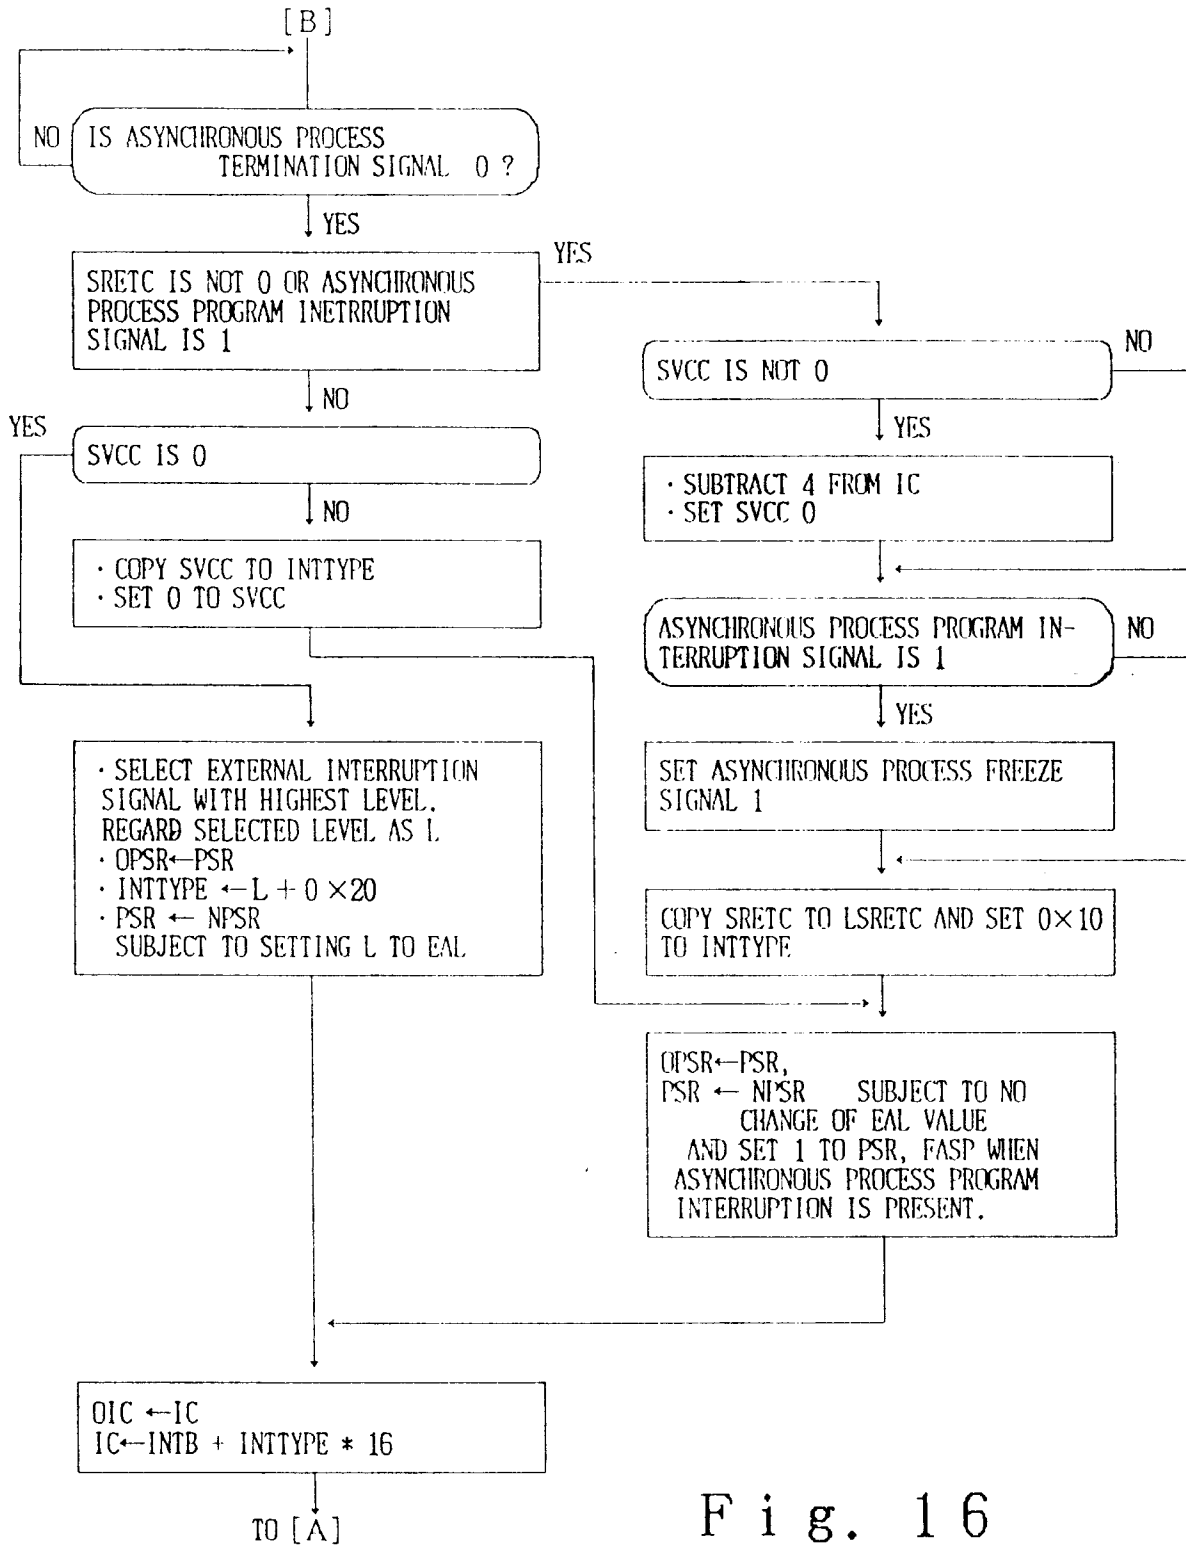 [B]
NO
IS ASYNCHRONOUS PROCESS
TERMINATION SIGNAL 0 ?
YES
SRETC IS NOT 0 OR ASYNCHRONOUS
PROCESS PROGRAM INETRRUPTION
SIGNAL IS 1
YES
NO
SVCC IS NOT 0
NO
YES
YES
SVCC IS 0
NO
· SUBTRACT 4 FROM IC
· SET SVCC 0
· COPY SVCC TO INTTYPE
· SET 0 TO SVCC
ASYNCHRONOUS PROCESS PROGRAM IN-
TERRUPTION SIGNAL IS 1
NO
YES
· SELECT EXTERNAL INTERRUPTION
SIGNAL WITH HIGHEST LEVEL.
REGARD SELECTED LEVEL AS L
· OPSR←PSR
· INTTYPE ←L + 0 ×20
· PSR ← NPSR
SUBJECT TO SETTING L TO EAL
SET ASYNCHRONOUS PROCESS FREEZE
SIGNAL 1
COPY SRETC TO LSRETC AND SET 0×10
TO INTTYPE
OPSR←PSR,
PSR ← NPSR SUBJECT TO NO
CHANGE OF EAL VALUE
AND SET 1 TO PSR, FASP WHEN
ASYNCHRONOUS PROCESS PROGRAM
INTERRUPTION IS PRESENT.
OIC ←IC
IC←INTB + INTTYPE * 16
TO [A]
Fig. 16